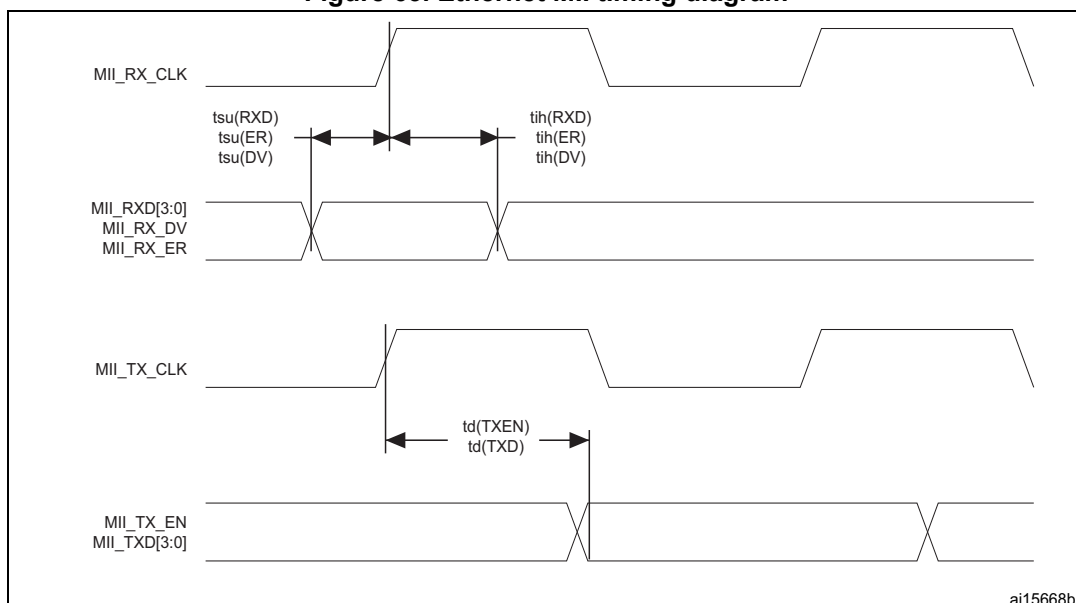 MII_RX_CLK
tsu(RXD)
tsu(ER)
tsu(DV)
tih(RXD)
tih(ER)
tih(DV)
MII_RXD[3:0]
MII_RX_DV
MII_RX_ER
MII_TX_CLK
td(TXEN)
td(TXD)
MII_TX_EN
MII_TXD[3:0]
ai15668b